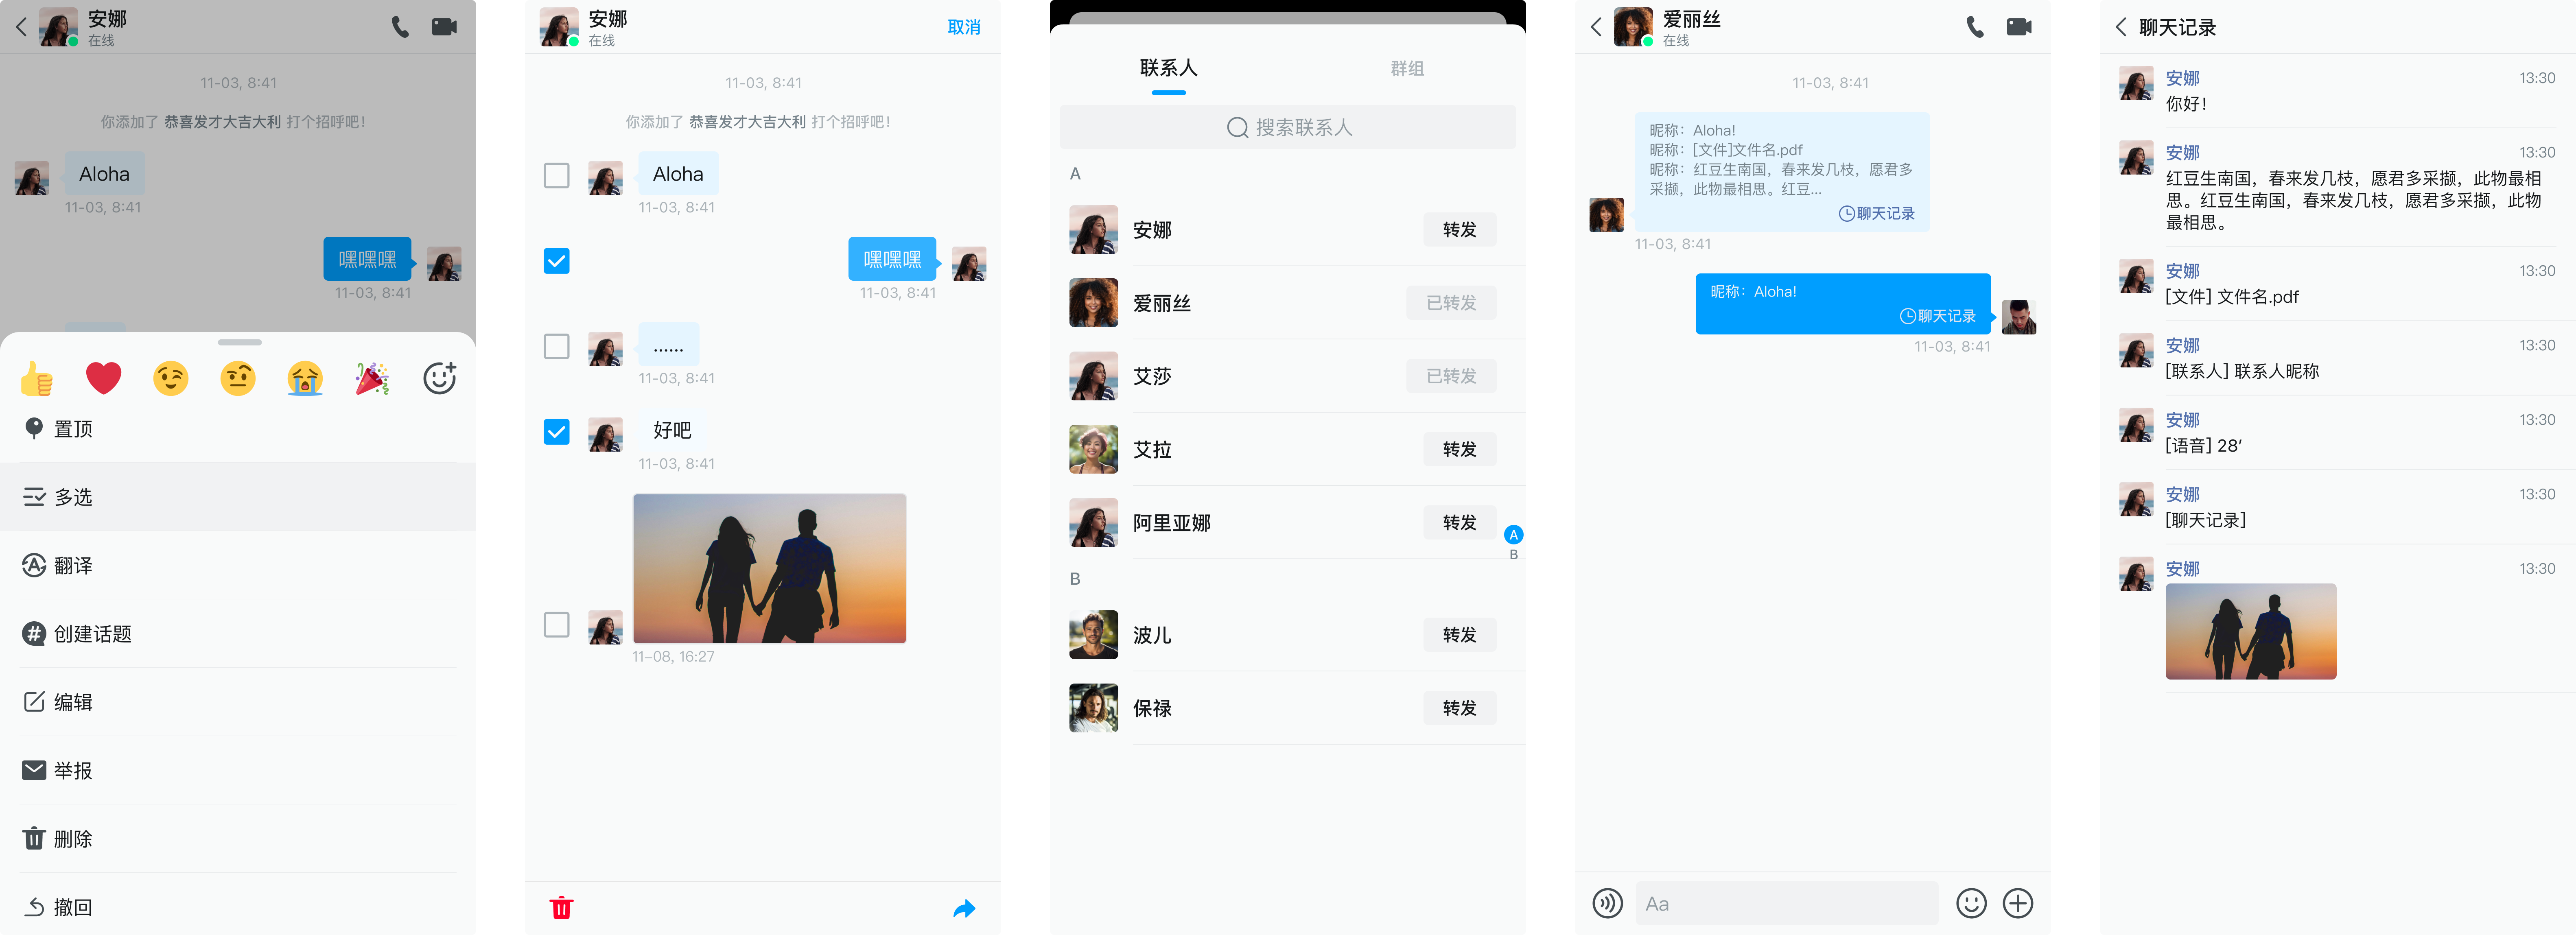 安娜
在线
11-03, 8:41
你添加了 恭喜发才大吉大利 打个招呼吧!
Aloha
11-03, 8:41
嘿嘿嘿
11-03, 8:41
置顶
多选
翻译
创建话题
编辑
举报
删除
撤回
安娜
在线
取消
11-03, 8:41
你添加了 恭喜发才大吉大利 打个招呼吧!
Aloha
11-03, 8:41
嘿嘿嘿
11-03, 8:41
......
11-03, 8:41
好吧
11-03, 8:41
11–08, 16:27
联系人
群组
搜索联系人
A
安娜
转发
爱丽丝
已转发
艾莎
已转发
艾拉
转发
阿里亚娜
转发
A
B
B
波儿
转发
保禄
转发
爱丽丝
在线
11-03, 8:41
昵称：Aloha!
昵称：[文件]文件名.pdf
昵称：红豆生南国，春来发几枝，愿君多
采撷，此物最相思。红豆...
聊天记录
11-03, 8:41
昵称：Aloha!
聊天记录
11-03, 8:41
Aa
聊天记录
安娜
13:30
你好！
安娜
13:30
红豆生南国，春来发几枝，愿君多采撷，此物最相
思。红豆生南国，春来发几枝，愿君多采撷，此物
最相思。
安娜
13:30
[文件] 文件名.pdf
安娜
13:30
[联系人] 联系人昵称
安娜
13:30
[语音] 28′
安娜
13:30
[聊天记录]
安娜
13:30